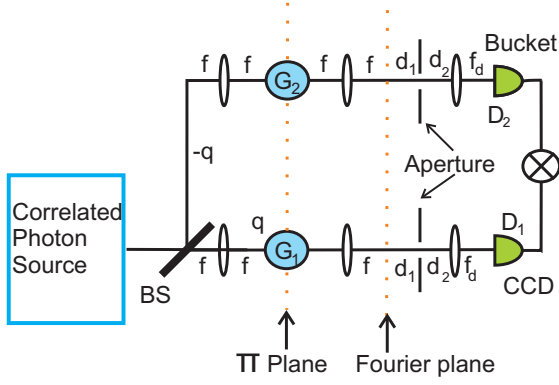 Bucket
f f f f d1 d2 fd
G2
D2
-q
Aperture
Correlated
Photon
Source
q
G1
D1
BS
f f f f d1 d2 fd
CCD
π Plane
Fourier plane